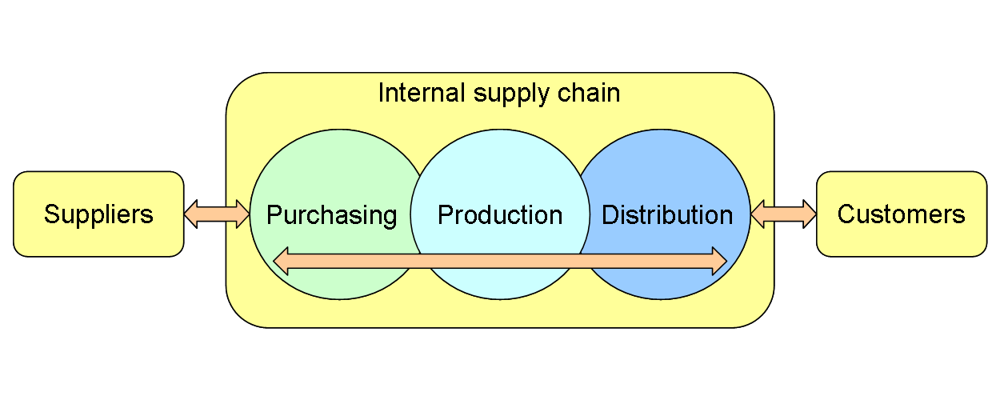 Internal supply chain
Suppliers
Purchasing
Production
Distribution
Customers